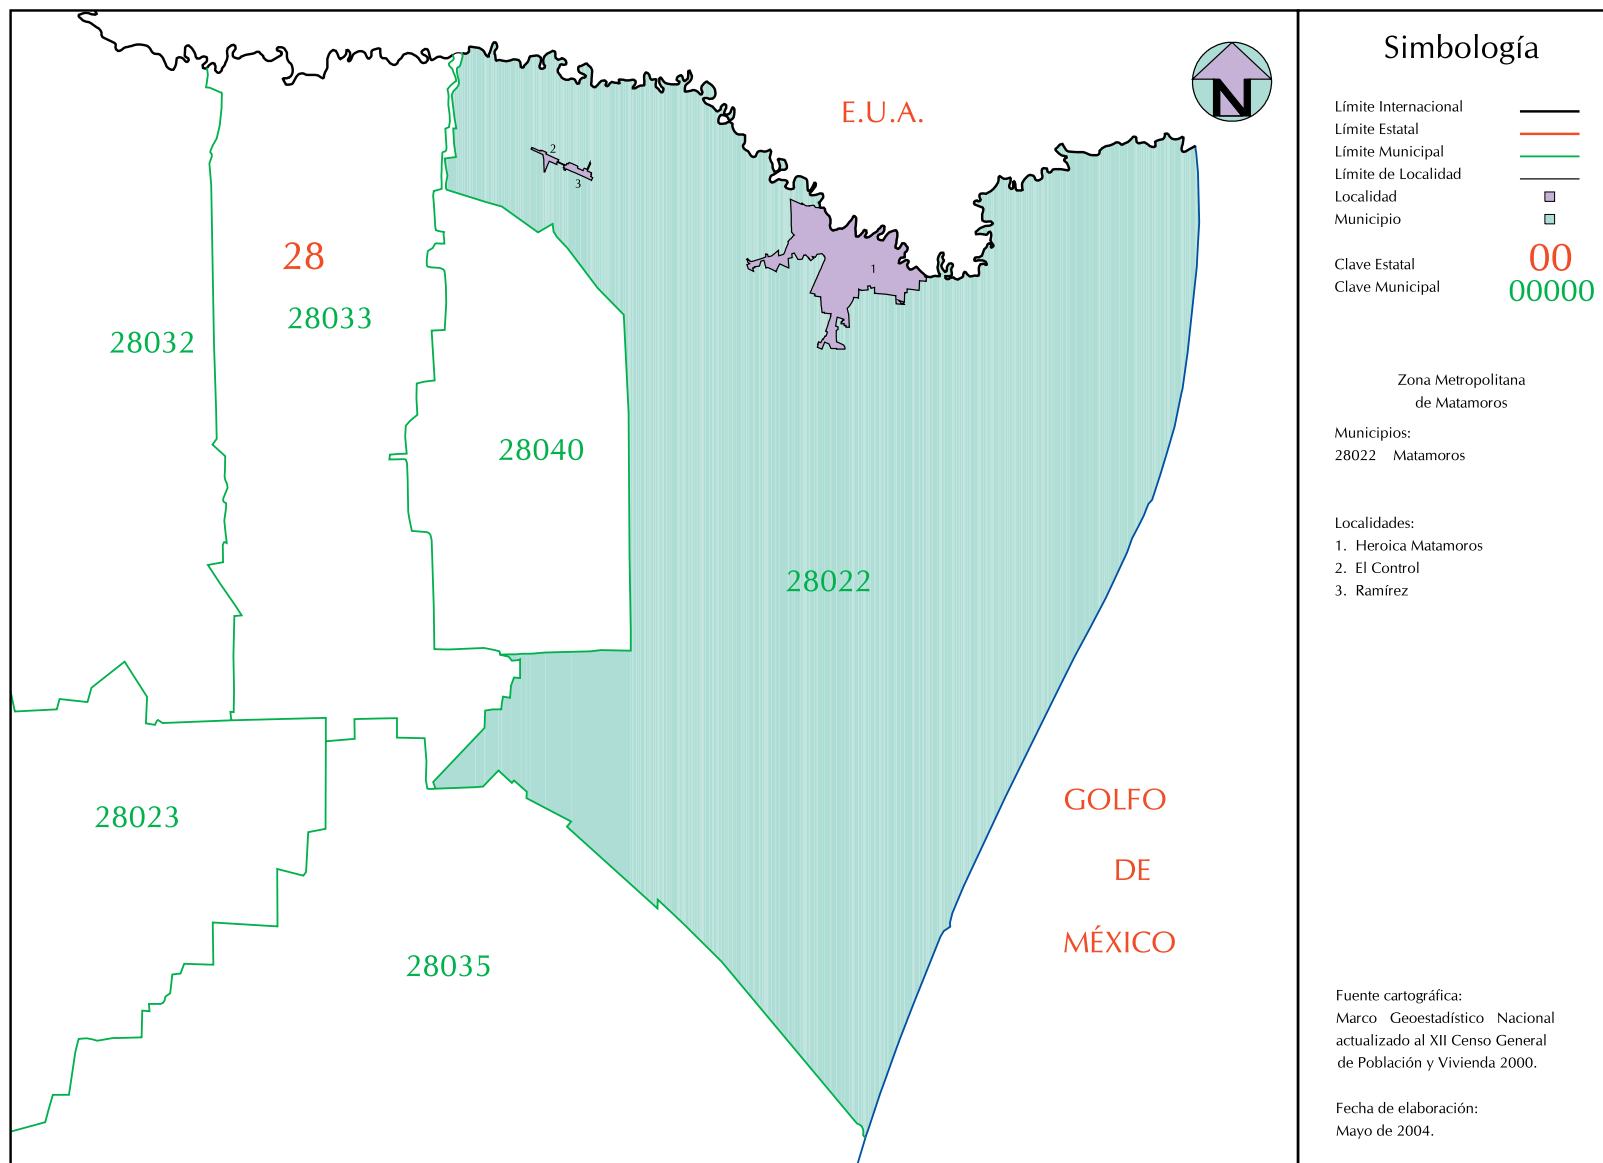 E.U.A.
N
2
3
1
28
28033
28032
28040
28022
28023
28035
GOLFO
DE
MÉXICO
Simbología
Límite Internacional
Límite Estatal
Límite Municipal
Límite de Localidad
Localidad
Municipio
Clave Estatal 00
Clave Municipal 00000
Zona Metropolitana
de Matamoros
Municipios:
28022 Matamoros
Localidades:
1. Heroica Matamoros
2. El Control
3. Ramírez
Fuente cartográfica:
Marco Geoestadístico Nacional
actualizado al XII Censo General
de Población y Vivienda 2000.
Fecha de elaboración:
Mayo de 2004.